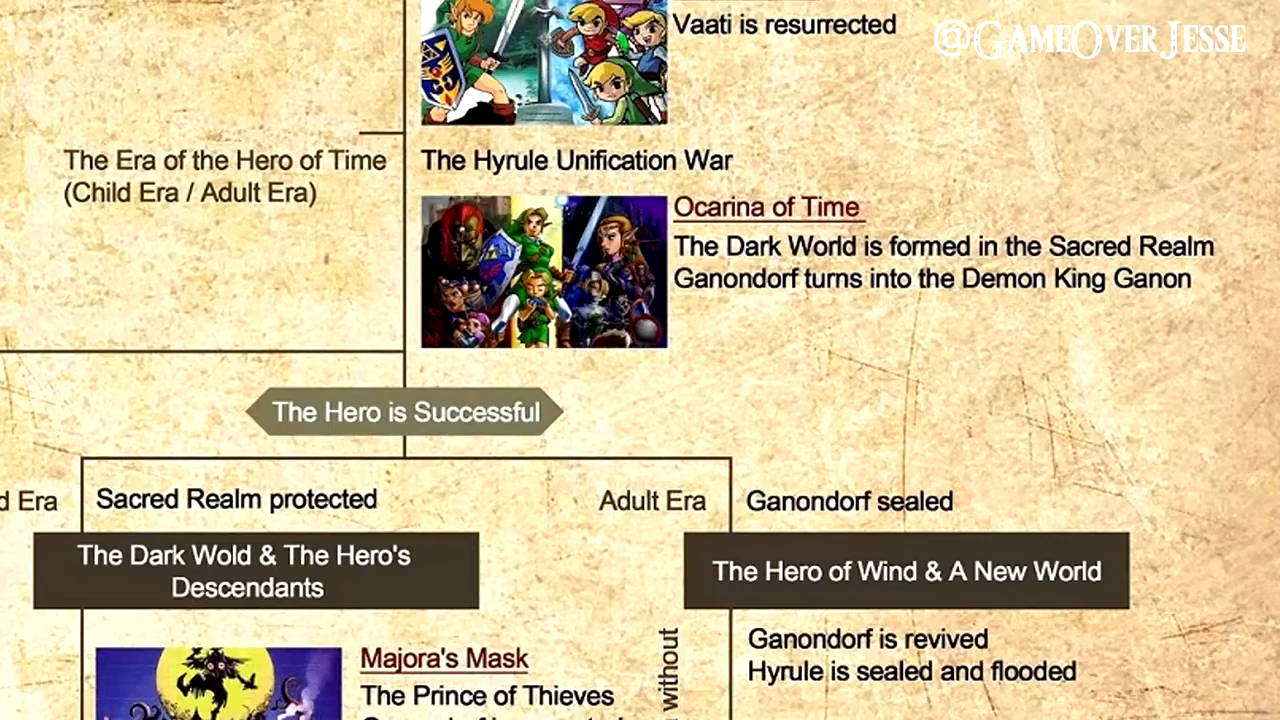 Vaati is resurrected
@GameOverJesse
The Era of the Hero of Time
(Child Era / Adult Era)
The Hyrule Unification War
Ocarina of Time
The Dark World is formed in the Sacred Realm
Ganondorf turns into the Demon King Ganon
The Hero is Successful
Era
Sacred Realm protected
Adult Era
Ganondorf sealed
The Dark Wold & The Hero's
Descendants
The Hero of Wind & A New World
without
Ganondorf is revived
Hyrule is sealed and flooded
Majora's Mask
The Prince of Thieves